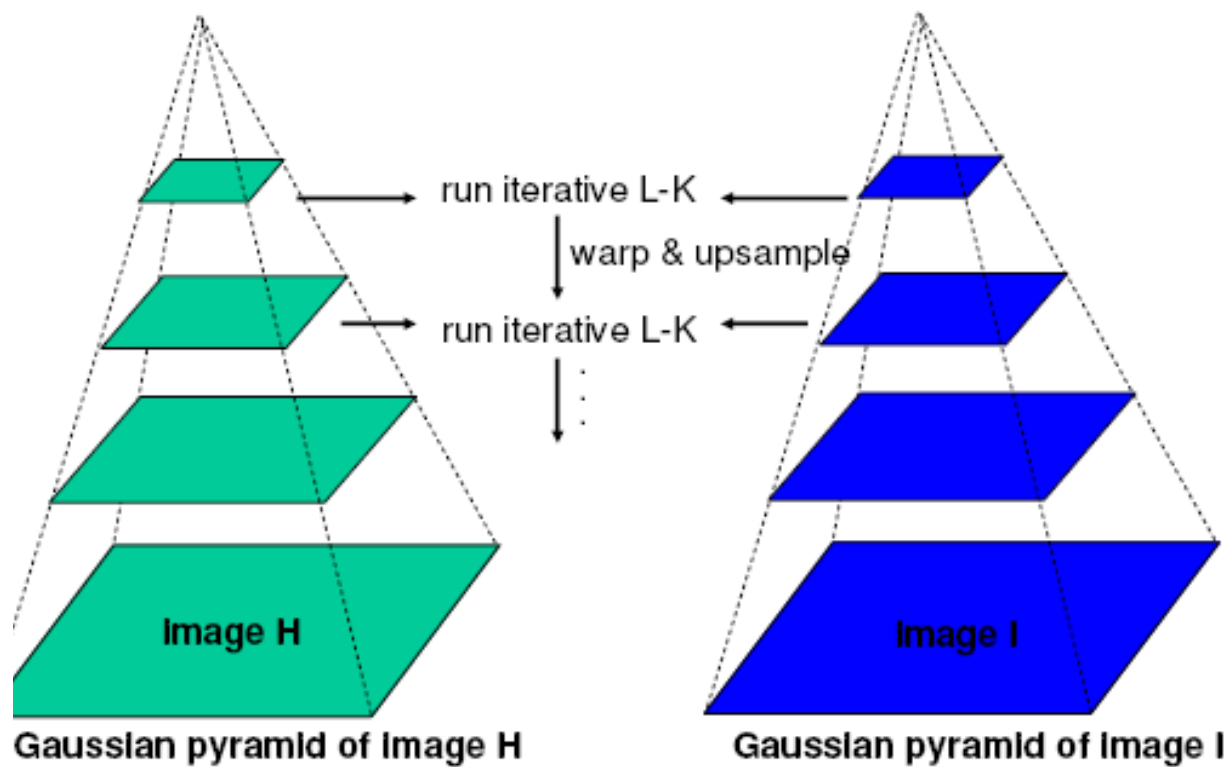 run iterative L-K
warp & upsample
run iterative L-K
.
.
.
Image H
Image I
Gaussian pyramid of image H
Gaussian pyramid of image I